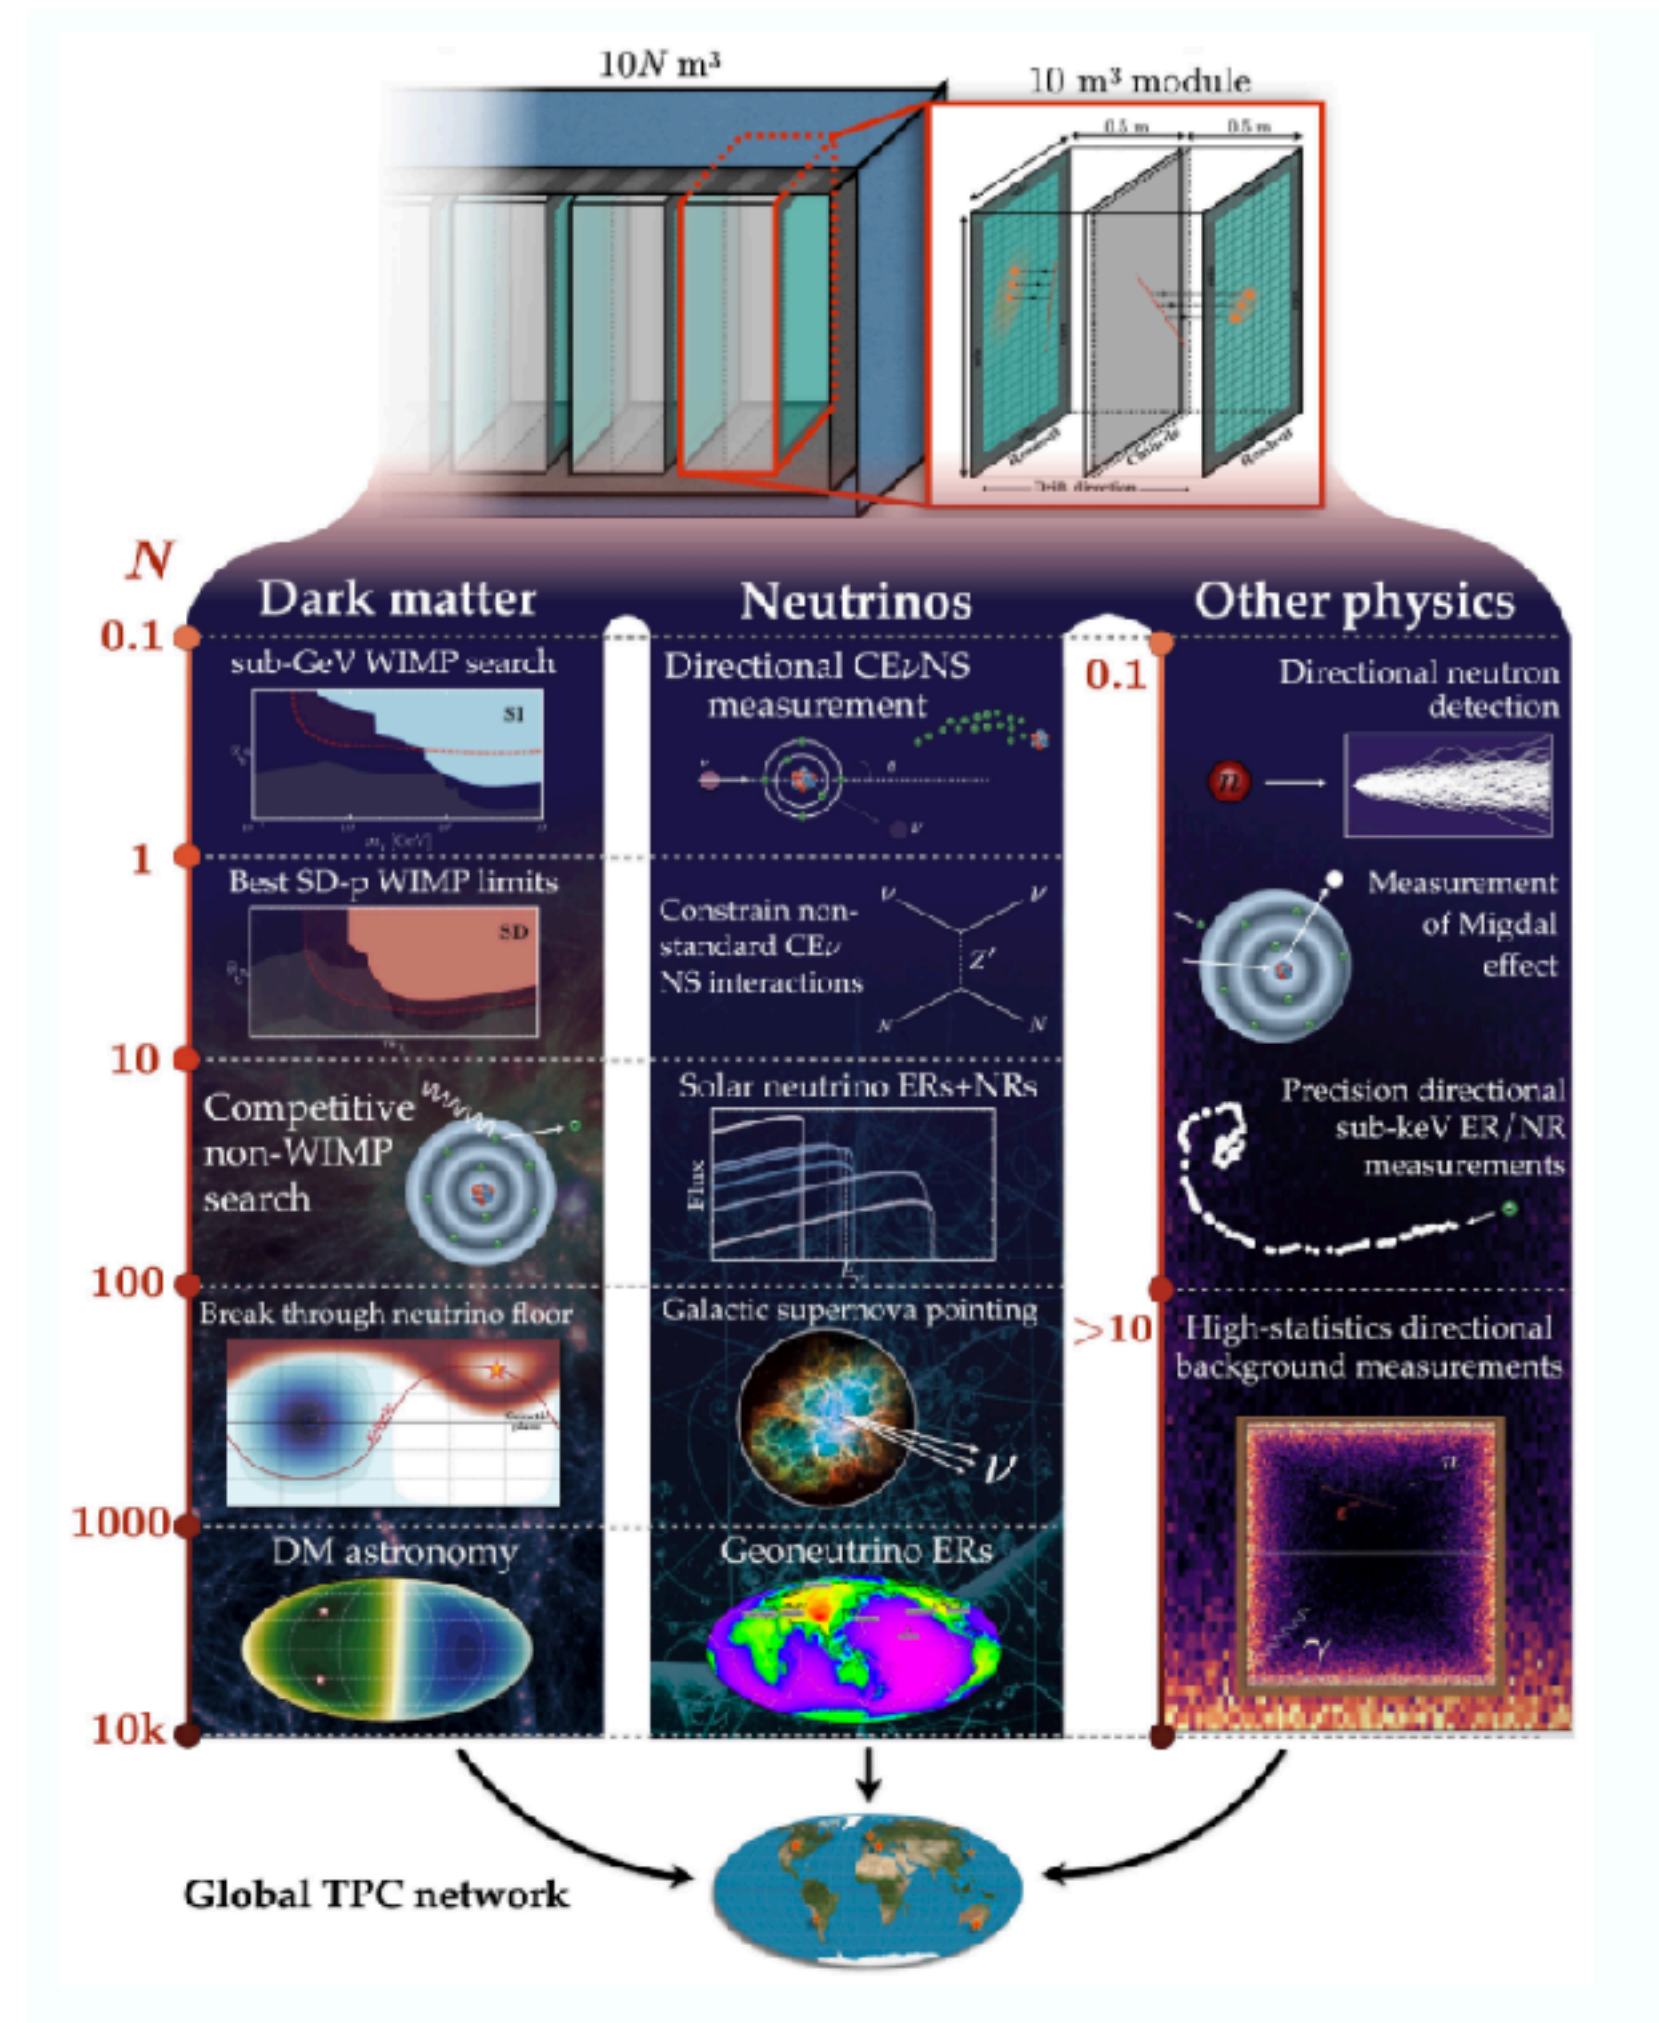 10N m³
10 m³ module
0.5 m
0.5 m
Readout
Cathode
Readout
Drift direction
N
Dark matter
Neutrinos
Other physics
0.1
sub-GeV WIMP search
SI
[GeV]
Directional CEνNS
measurement
ν
θ
ν
0.1
Directional neutron
detection
n
1
Best SD-p WIMP limits
SD
Constrain non-
standard CEν
NS interactions
ν
ν
Z′
N
N
Measurement
of Migdal
effect
10
Competitive
non-WIMP
search
Solar neutrino ERs+NRs
Flux
Precision directional
sub-keV ER/NR
measurements
100
Break through neutrino floor
Galactic supernova pointing
ν
>10
High-statistics directional
background measurements
n
e⁻
γ
1000
DM astronomy
Geoneutrino ERs
10k
Global TPC network